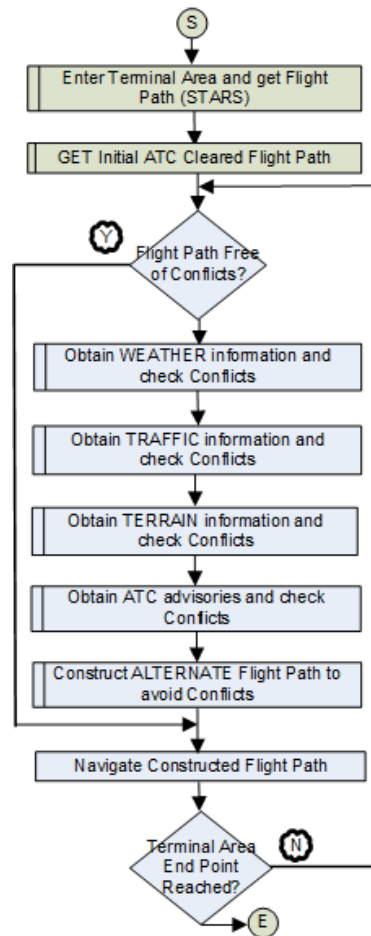 S
Enter Terminal Area and get Flight
Path (STARS)
GET Initial ATC Cleared Flight Path
Y
Flight Path Free
of Conflicts?
Obtain WEATHER information and
check Conflicts
Obtain TRAFFIC information and
check Conflicts
Obtain TERRAIN information and
check Conflicts
Obtain ATC advisories and check
Conflicts
Construct ALTERNATE Flight Path to
avoid Conflicts
Navigate Constructed Flight Path
Terminal Area
End Point
Reached?
N
E